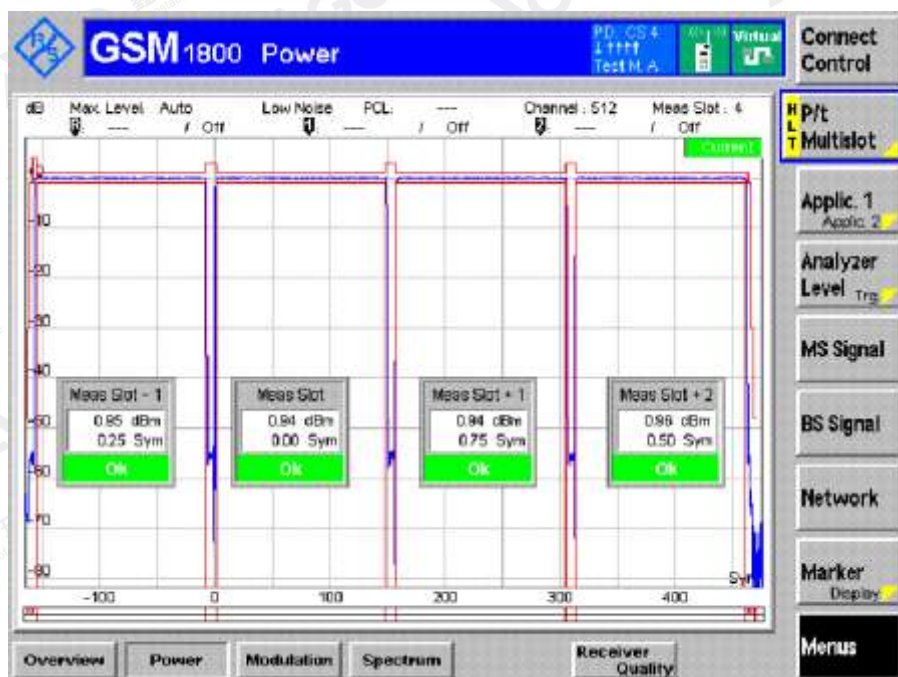 R&S
GSM 1800 Power
PD: CS 4
Test M. A.
Virtual
Connect
Control
dB Max. Level: Auto Low Noise PCL: --- Channel : 512 Meas Slot : 4
--- / Off 1 --- / Off 2 --- / Off
Current
H
L
T
P/t
Multislot
Applic. 1
Applic. 2
Analyzer
Level Trg.
MS Signal
BS Signal
Network
Marker
Display
Menus
-10
-20
-30
-40
-50
-60
-70
-80
Meas Slot - 1
0.95 dBm
0.25 Sym
Ok
Meas Slot
0.94 dBm
0.00 Sym
Ok
Meas Slot + 1
0.94 dBm
0.75 Sym
Ok
Meas Slot + 2
0.96 dBm
0.50 Sym
Ok
Sym
-100 0 100 200 300 400
Overview Power Modulation Spectrum Receiver
Quality